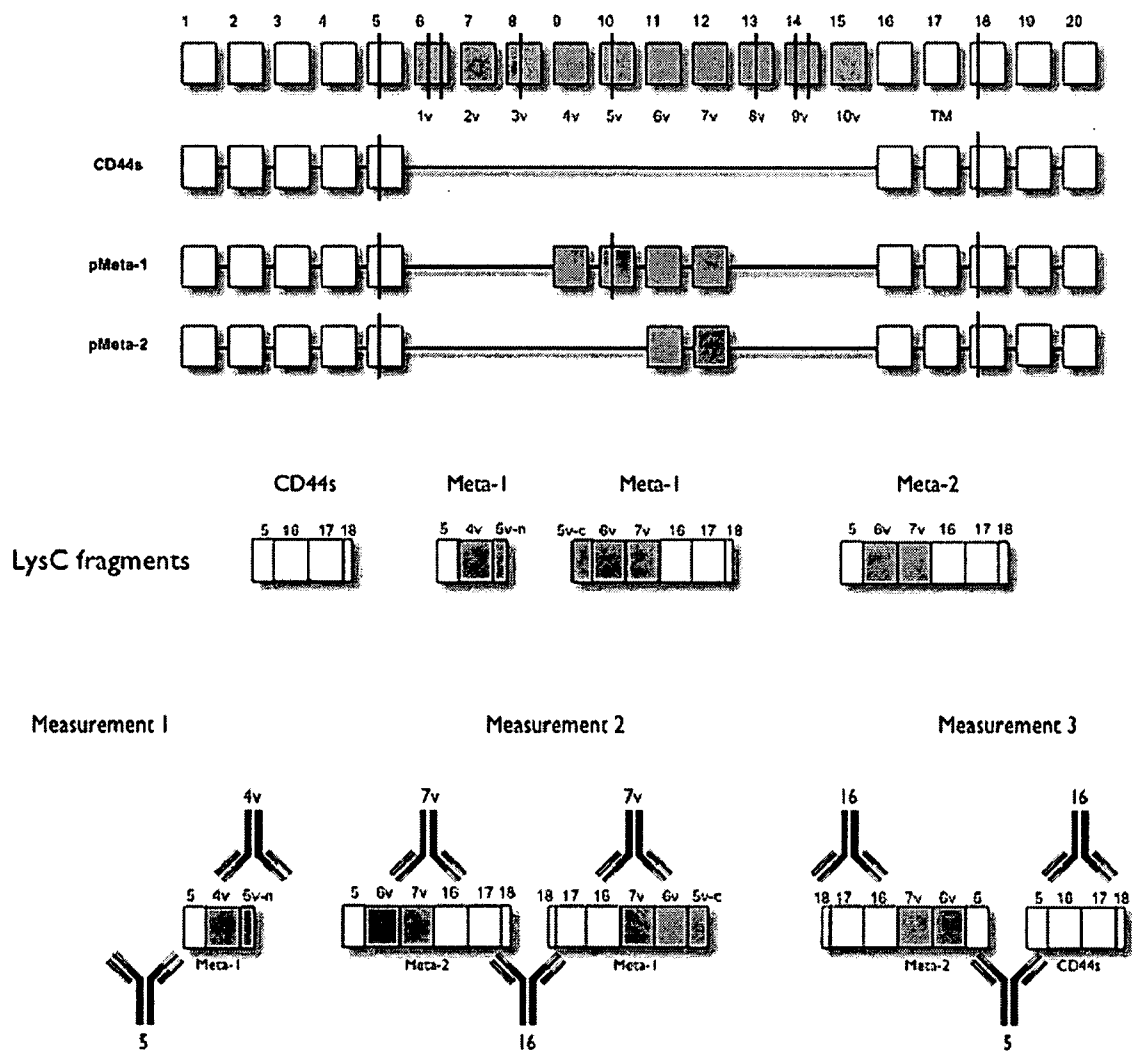 1 2 3 4 5 6 7 8 9 10 11 12 13 14 15 16 17 18 19 20
1v 2v 3v 4v 5v 6v 7v 8v 9v 10v TM
CD44s
pMeta-1
pMeta-2
CD44s Meta-1 Meta-1 Meta-2
5 16 17 18 5 4v 5v-n 5v-c 6v 7v 16 17 18 5 6v 7v 16 17 18
LysC fragments
Measurement 1 Measurement 2 Measurement 3
4v 7v 7v 16 16
5 4v 5v-n 5 6v 7v 16 17 18 18 17 16 7v 6v 5v-c 18 17 16 7v 6v 5 5 16 17 18
Meta-1 Meta-2 Meta-1 Meta-2 CD44s
5 16 5